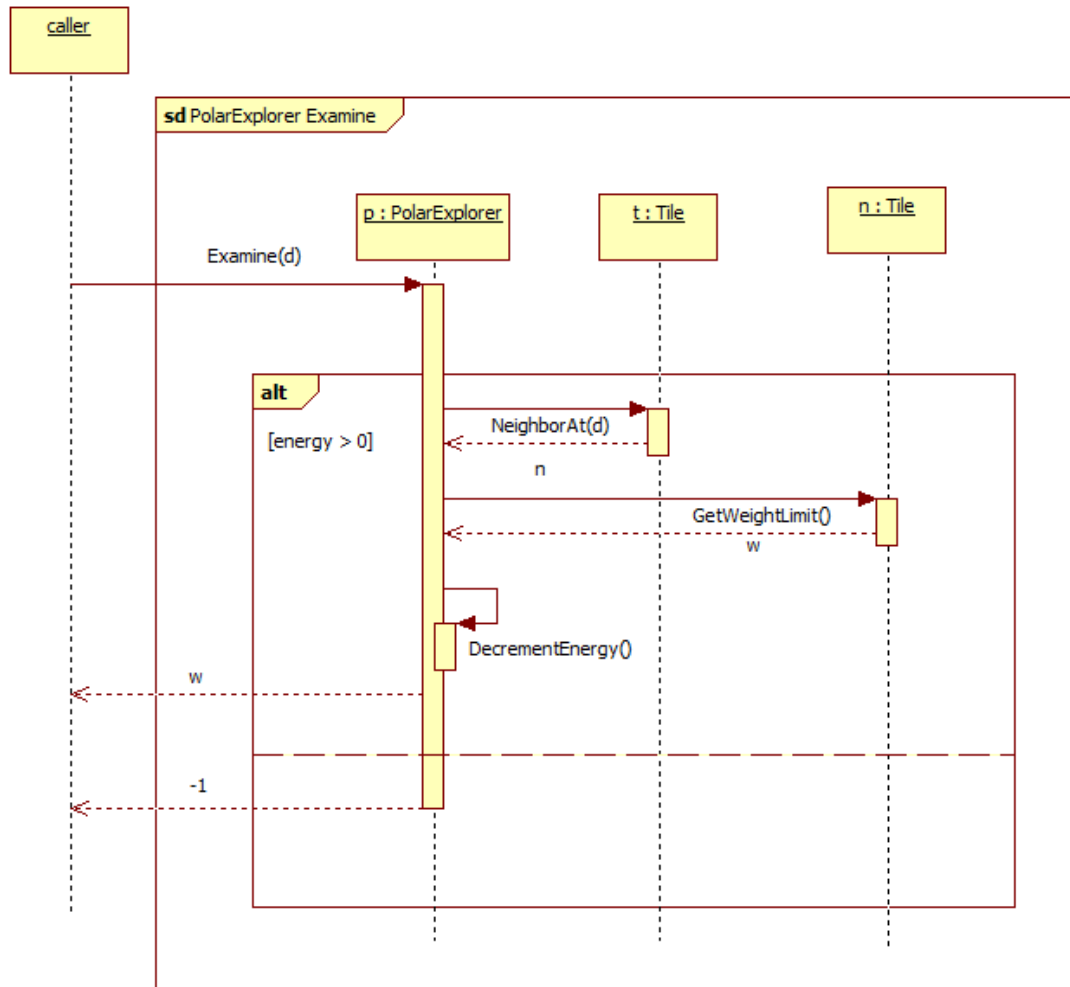 caller
sd PolarExplorer Examine
p : PolarExplorer
t : Tile
n : Tile
Examine(d)
alt
[energy > 0]
NeighborAt(d)
n
GetWeightLimit()
w
DecrementEnergy()
w
-1